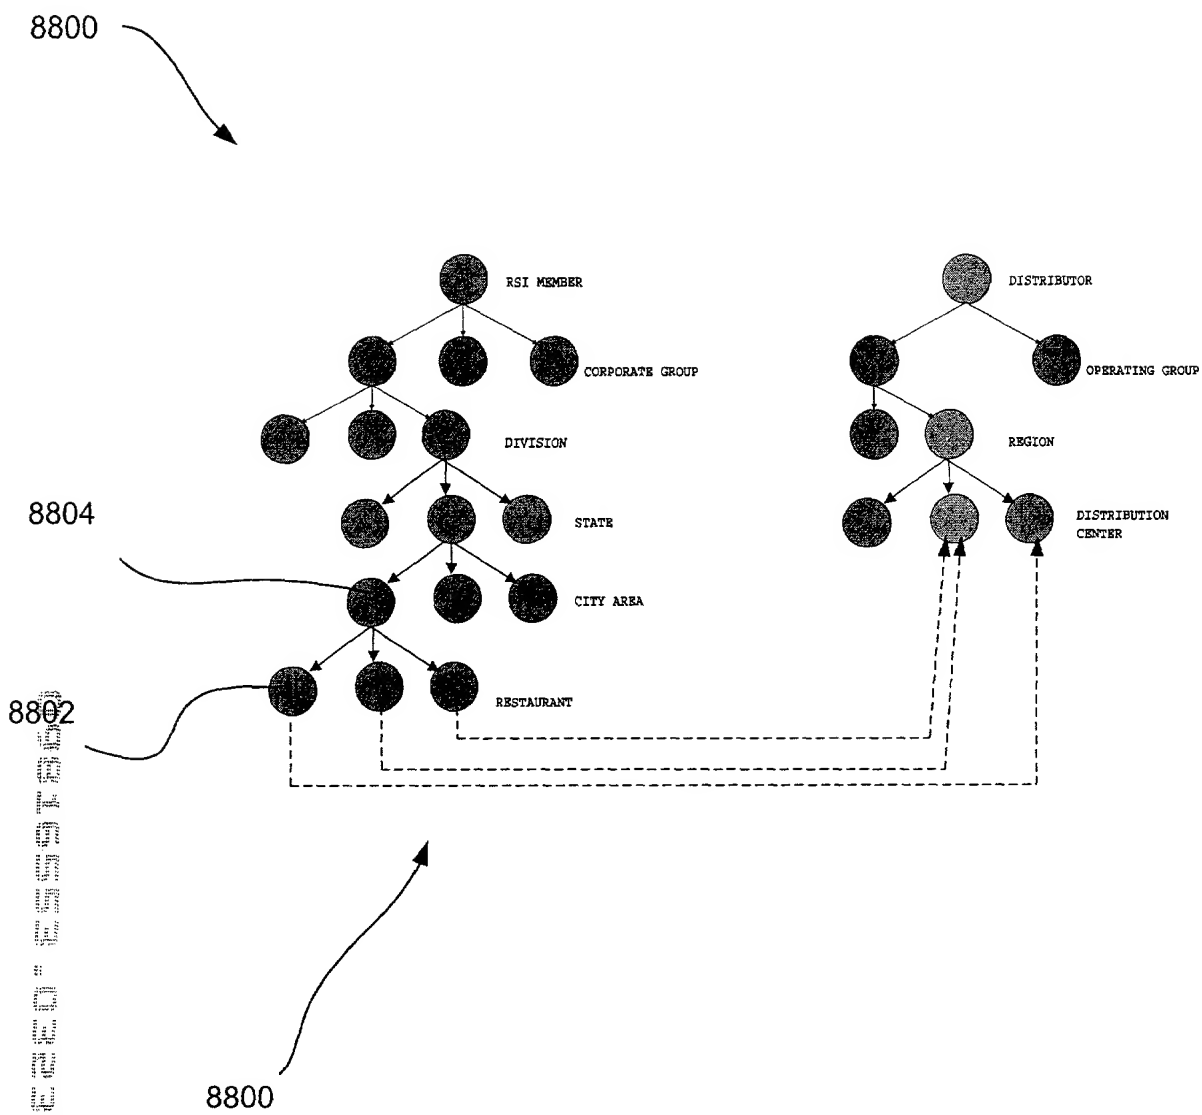 8800
RSI MEMBER
DISTRIBUTOR
CORPORATE GROUP
OPERATING GROUP
DIVISION
REGION
8804
STATE
DISTRIBUTION
CENTER
CITY AREA
8802
RESTAURANT
8800